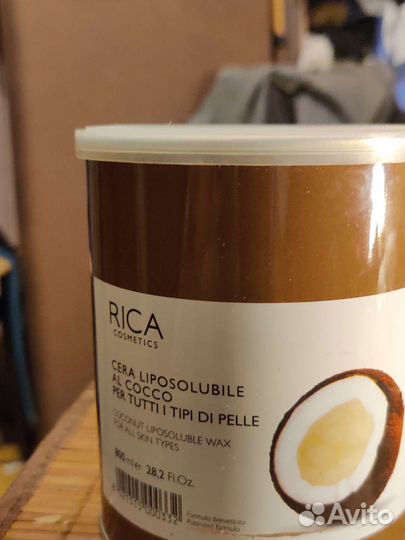 RICA
COSMETICS
CERA LIPOSOLUBILE
AL COCCO
PER TUTTI I TIPI DI PELLE
COCONUT LIPOSOLUBLE WAX
FOR ALL SKIN TYPES
800 ml e 28,2 Fl.Oz.
Formula brevettata
Patented formula
Avito